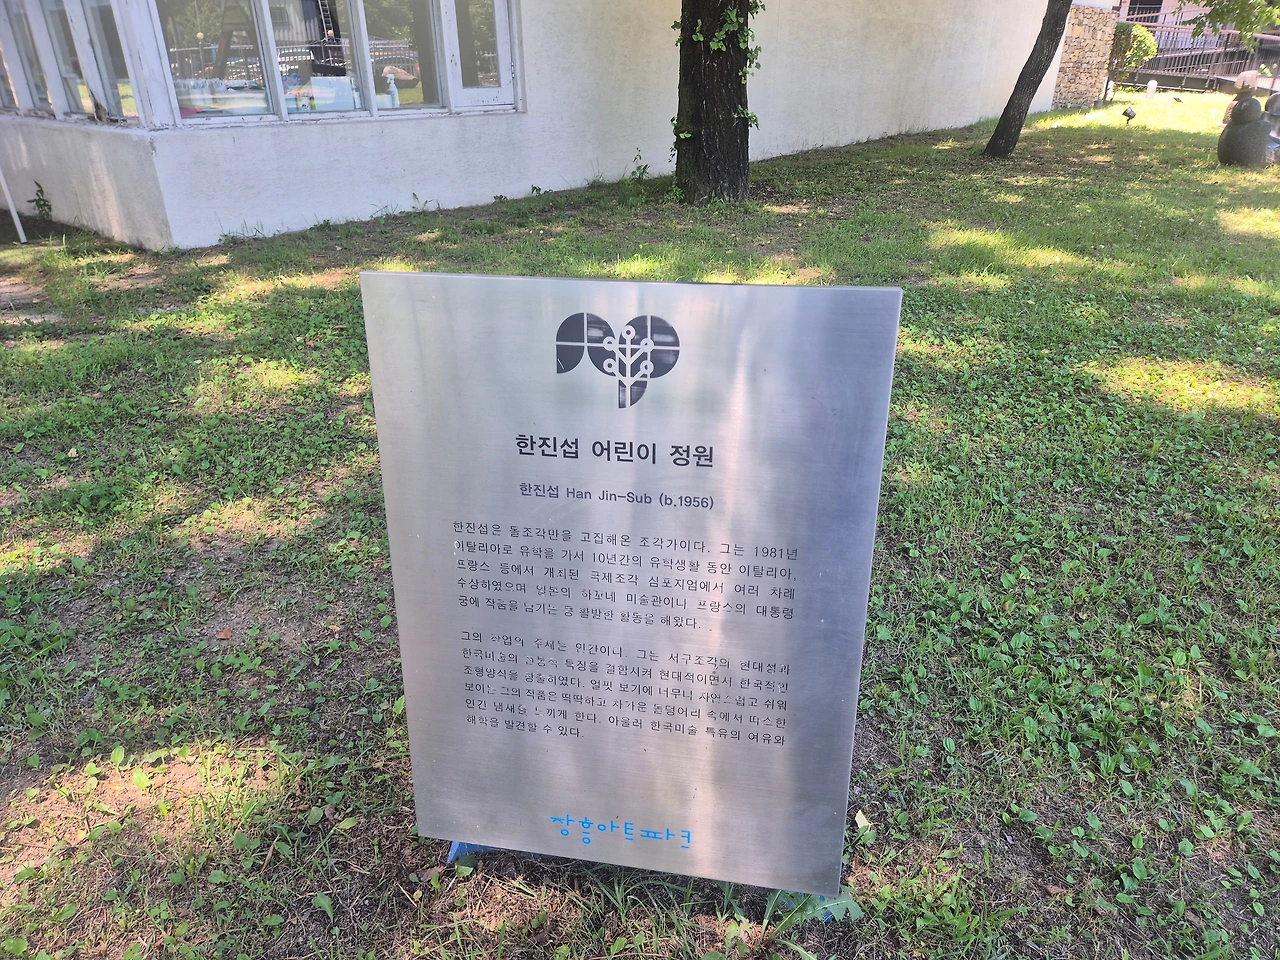 한진섭 어린이 정원
한진섭 Han Jin-Sub (b.1956)
한진섭은 돌조각만을 고집해온 조각가이다. 그는 1981년
이탈리아로 유학을 가서 10년간의 유학생활 동안 이탈리아,
프랑스 등에서 개최된 국제조각 심포지엄에서 여러 차례
수상하였으며 일본의 하꼬네 미술관이나 프랑스의 대통령
궁에 작품을 남기는 등 활발한 활동을 해왔다.
그의 작업의 주제는 인간이다. 그는 서구조각의 현대성과
한국미술의 전통적 특징을 결합시켜 현대적이면서 한국적인
조형양식을 창출하였다. 얼핏 보기에 너무나 자연스럽고 쉬워
보이는 그의 작품은 딱딱하고 차가운 돌덩어리 속에서 따스한
인간 냄새를 느끼게 한다. 아울러 한국미술 특유의 여유와
해학을 발견할 수 있다.
장흥아트파크